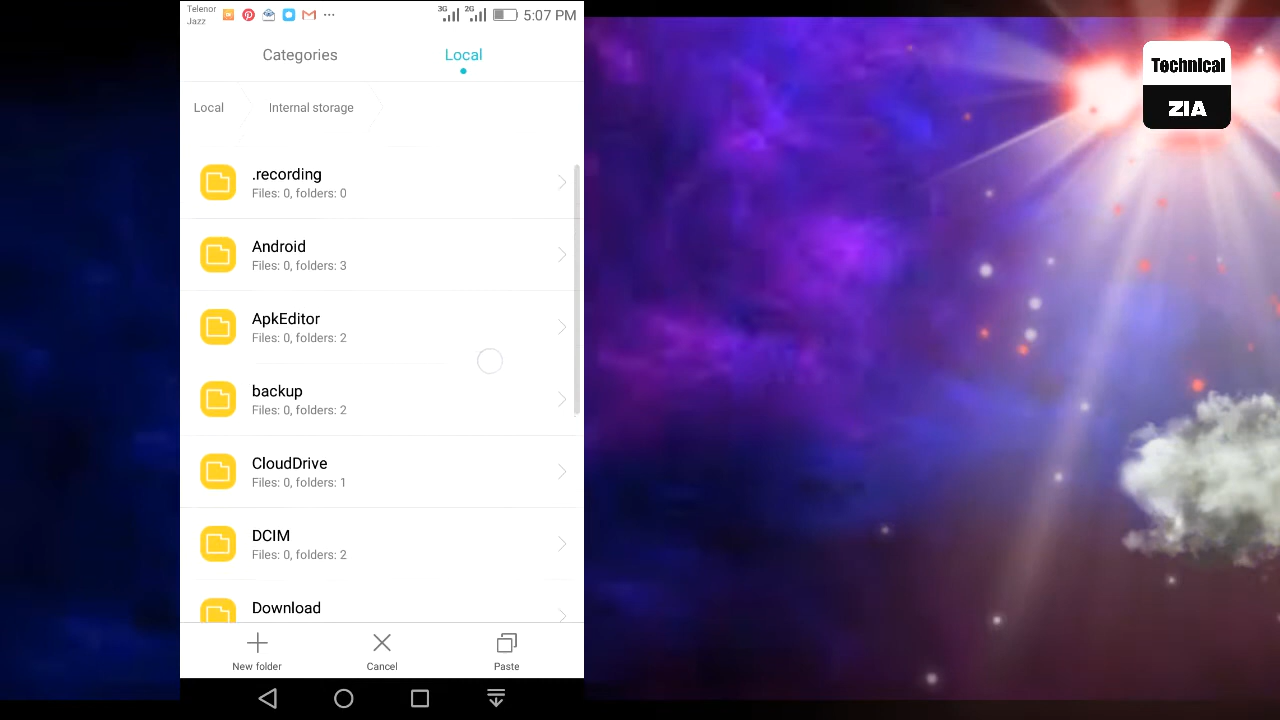 Telenor
Jazz
3G
2G
5:07 PM
Categories
Local
Local
Internal storage
.recording
Files: 0, folders: 0
Android
Files: 0, folders: 3
ApkEditor
Files: 0, folders: 2
backup
Files: 0, folders: 2
CloudDrive
Files: 0, folders: 1
DCIM
Files: 0, folders: 2
Download
New folder
Cancel
Paste
Technical
ZIA